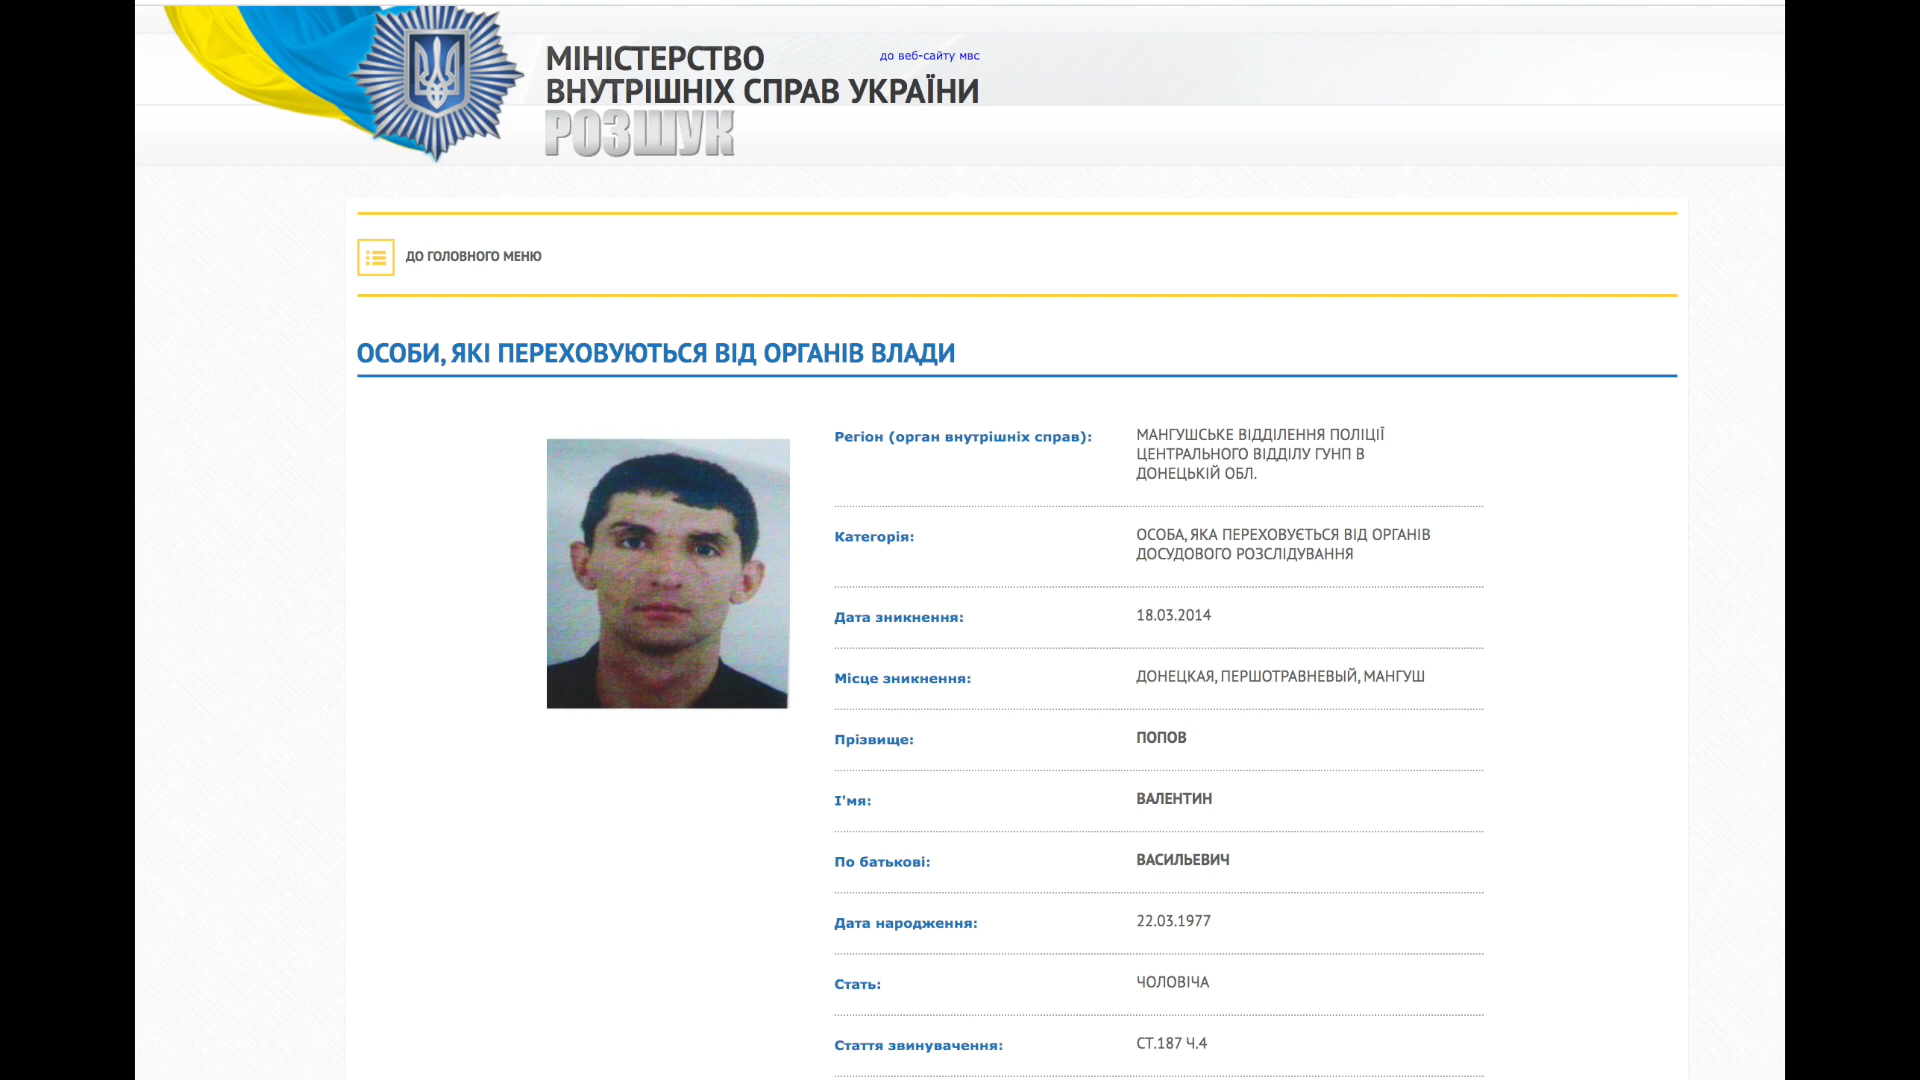 МІНІСТЕРСТВО
до веб-сайту мвс
ВНУТРІШНІХ СПРАВ УКРАЇНИ
РОЗШУК
ДО ГОЛОВНОГО МЕНЮ
ОСОБИ, ЯКІ ПЕРЕХОВУЮТЬСЯ ВІД ОРГАНІВ ВЛАДИ
Регіон (орган внутрішніх справ):
МАНГУШСЬКЕ ВІДДІЛЕННЯ ПОЛІЦІЇ
ЦЕНТРАЛЬНОГО ВІДДІЛУ ГУНП В
ДОНЕЦЬКІЙ ОБЛ.
Категорія:
ОСОБА, ЯКА ПЕРЕХОВУЄТЬСЯ ВІД ОРГАНІВ
ДОСУДОВОГО РОЗСЛІДУВАННЯ
Дата зникнення:
18.03.2014
Місце зникнення:
ДОНЕЦКАЯ, ПЕРШОТРАВНЕВЫЙ, МАНГУШ
Прізвище:
ПОПОВ
І'мя:
ВАЛЕНТИН
По батькові:
ВАСИЛЬЕВИЧ
Дата народження:
22.03.1977
Стать:
ЧОЛОВІЧА
Стаття звинувачення:
СТ.187 Ч.4